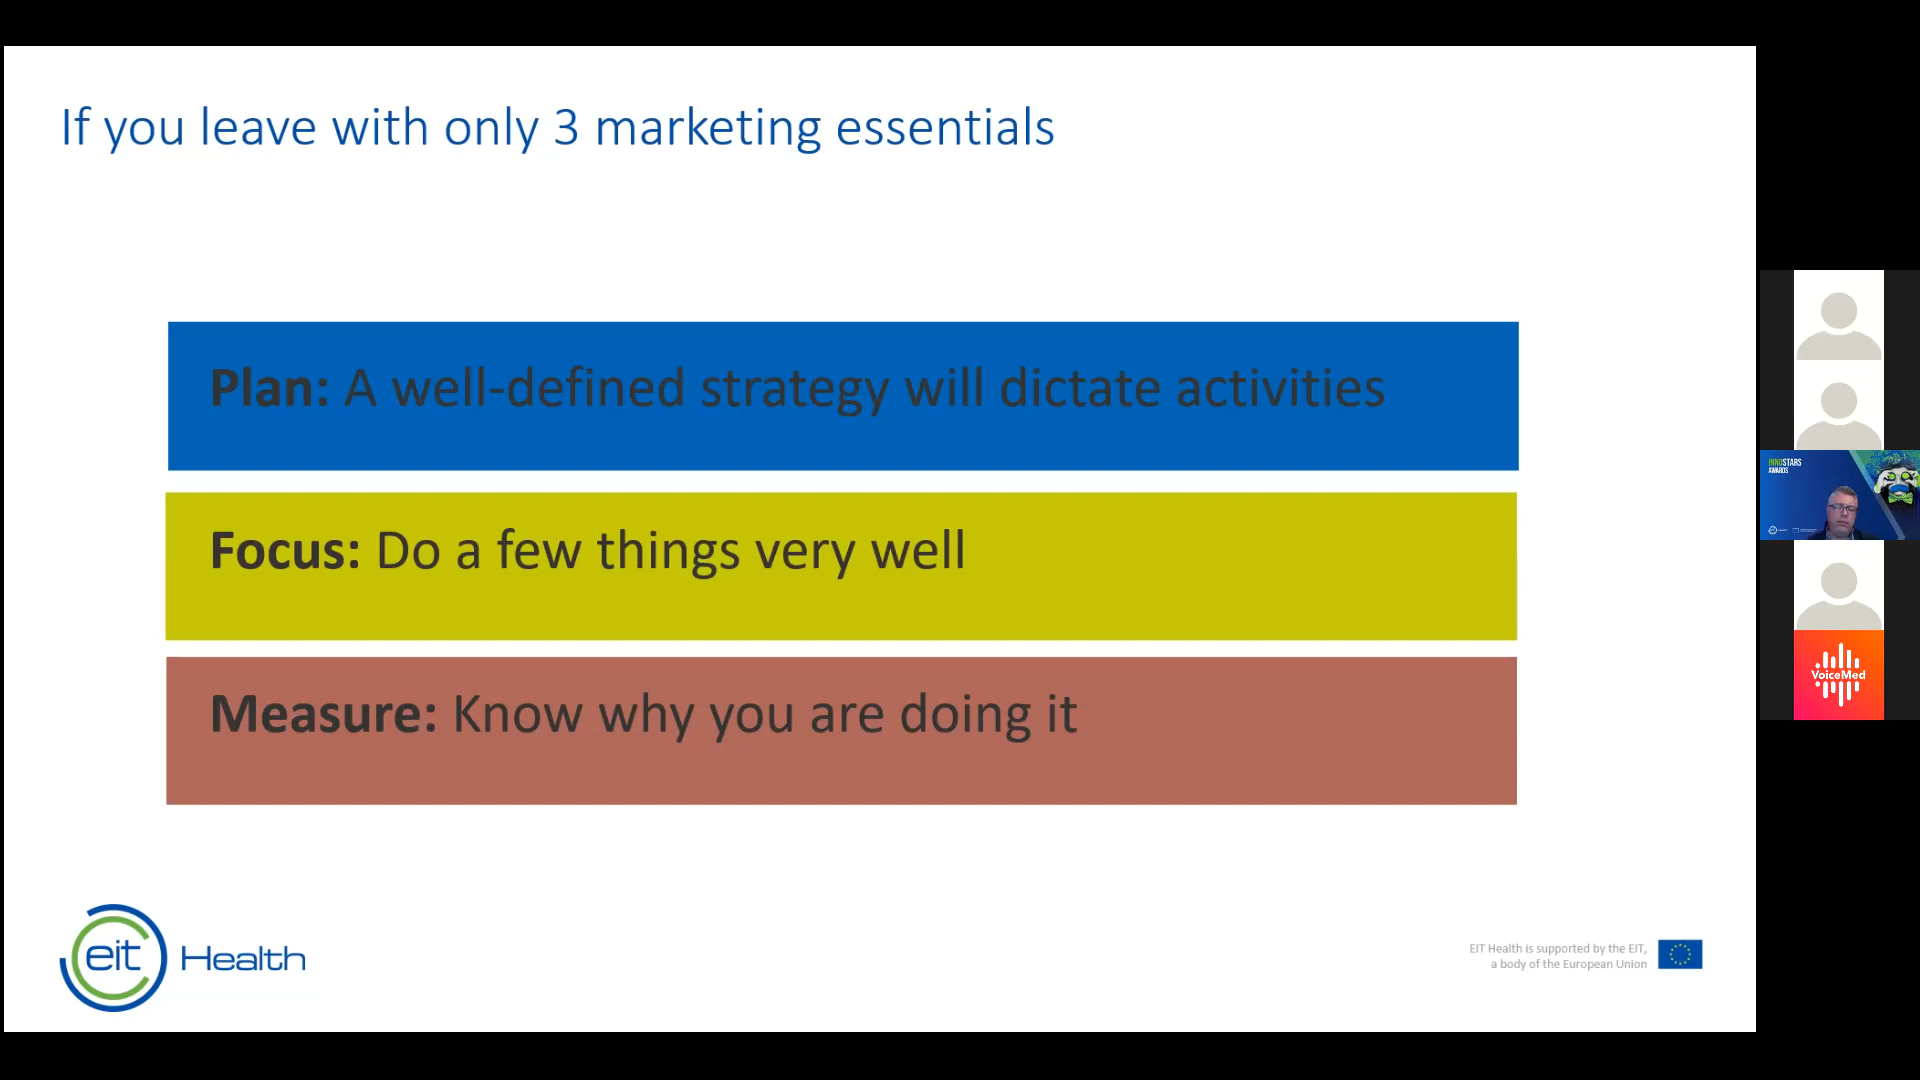 If you leave with only 3 marketing essentials
Plan: A well-defined strategy will dictate activities
Focus: Do a few things very well
Measure: Know why you are doing it
eit Health
EIT Health is supported by the EIT,
a body of the European Union
INNOSTARS
AWARDS
VoiceMed